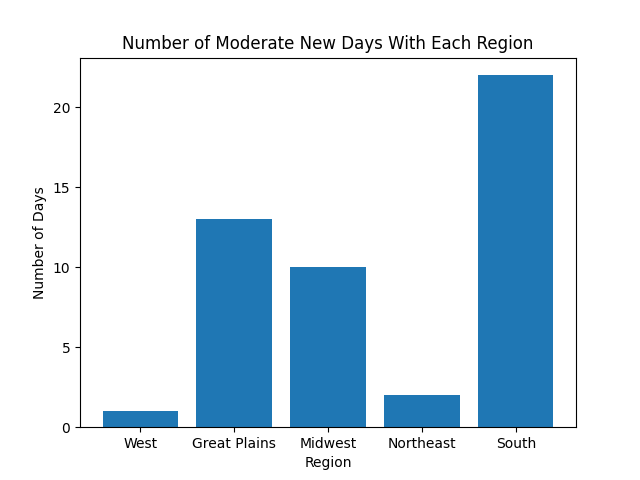 Number of Moderate New Days With Each Region
Number of Days
20
15
10
5
0
West Great Plains Midwest Northeast South
Region